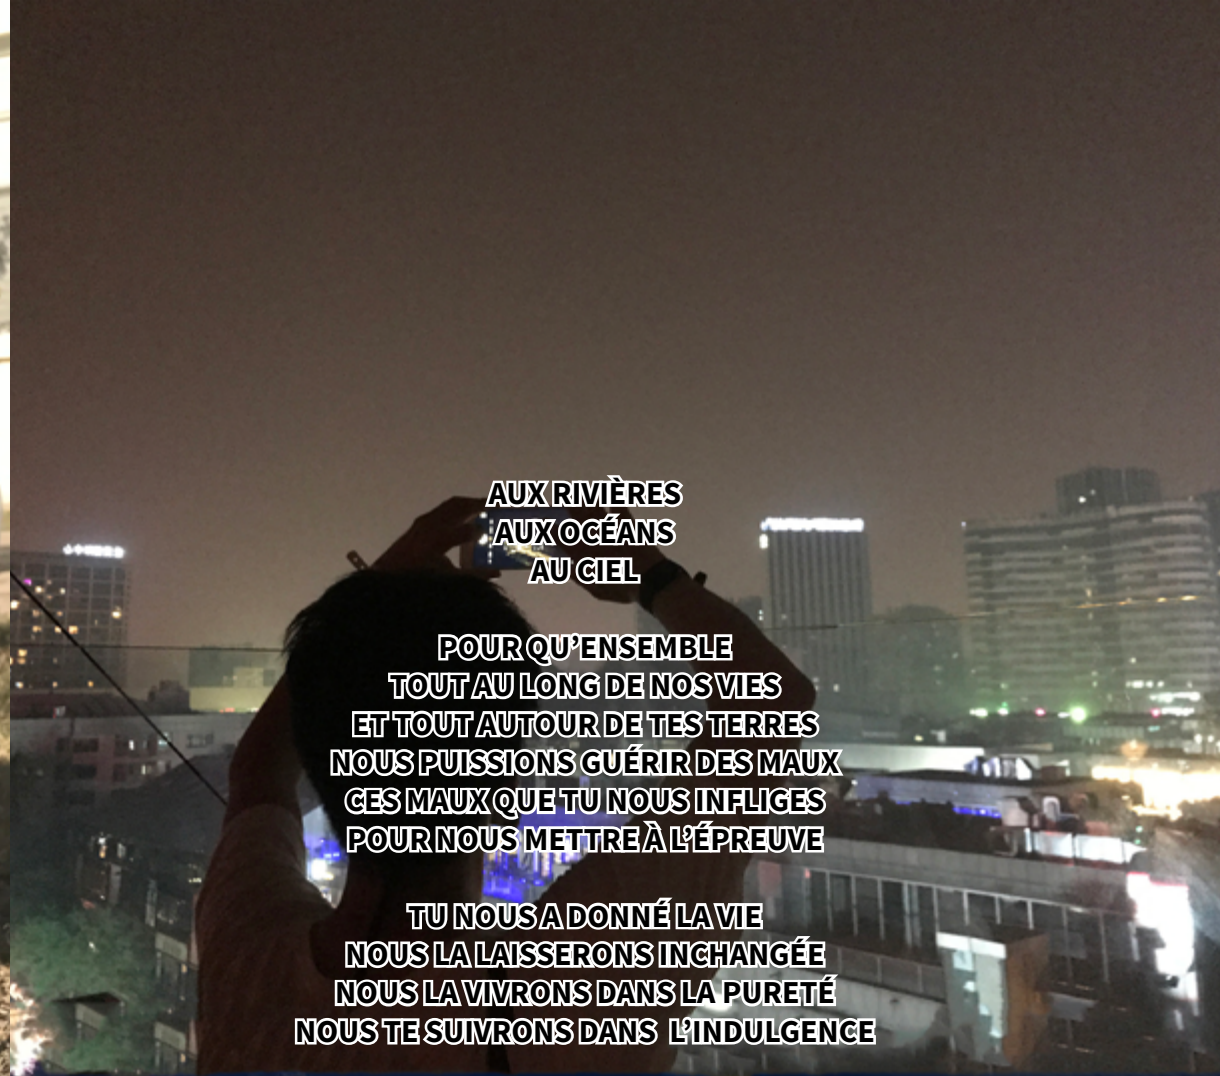 AUX RIVIÈRES
AUX OCÉANS
AU CIEL
POUR QU’ENSEMBLE
TOUT AU LONG DE NOS VIES
ET TOUT AUTOUR DE TES TERRES
NOUS PUISSIONS GUÉRIR DES MAUX
CES MAUX QUE TU NOUS INFLIGES
POUR NOUS METTRE À L’ÉPREUVE
TU NOUS A DONNÉ LA VIE
NOUS LA LAISSERONS INCHANGÉE
NOUS LA VIVRONS DANS LA PURETÉ
NOUS TE SUIVRONS DANS L’INDULGENCE